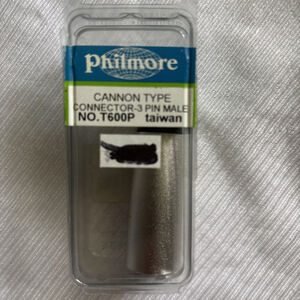 Philmore
CANNON TYPE
CONNECTOR-3 PIN MALE
NO.T600P taiwan